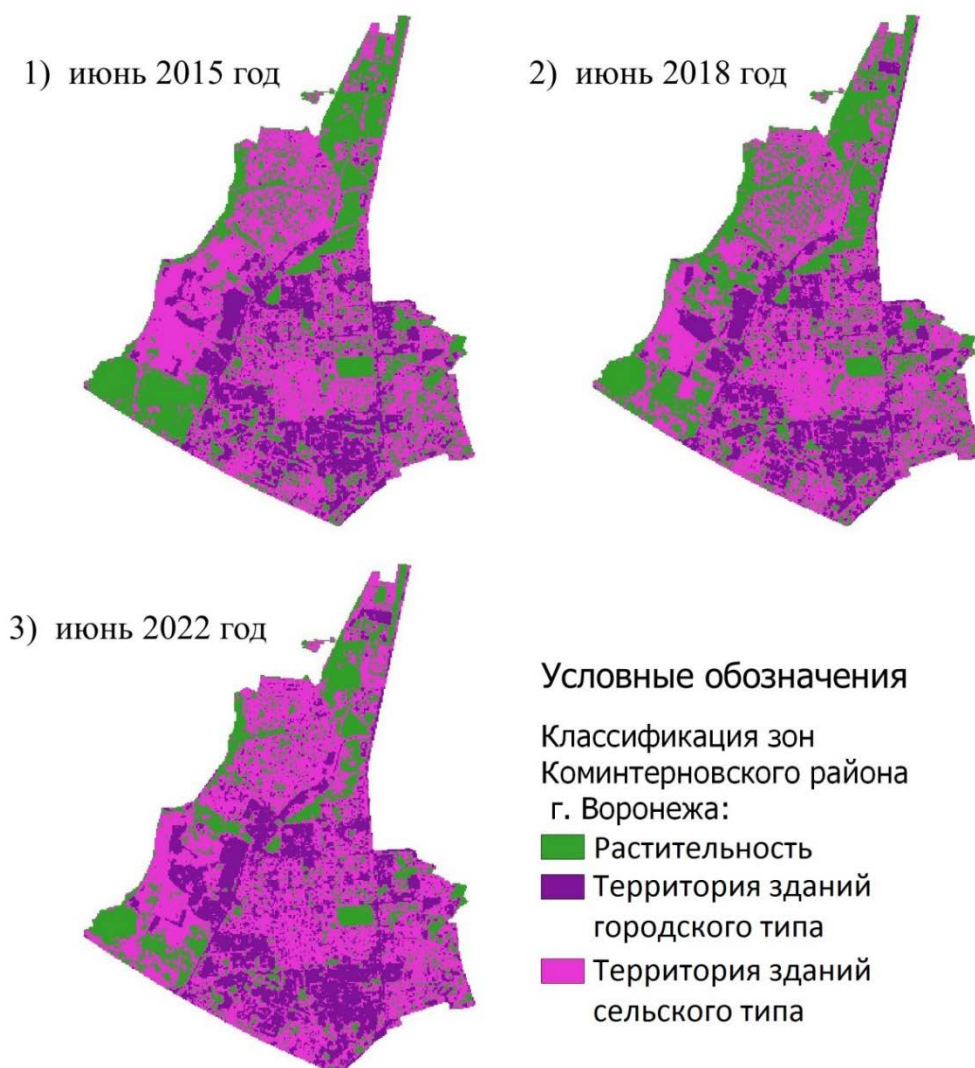 1) июнь 2015 год
2) июнь 2018 год
3) июнь 2022 год
Условные обозначения
Классификация зон
Коминтерновского района
г. Воронежа:
Растительность
Территория зданий
городского типа
Территория зданий
сельского типа